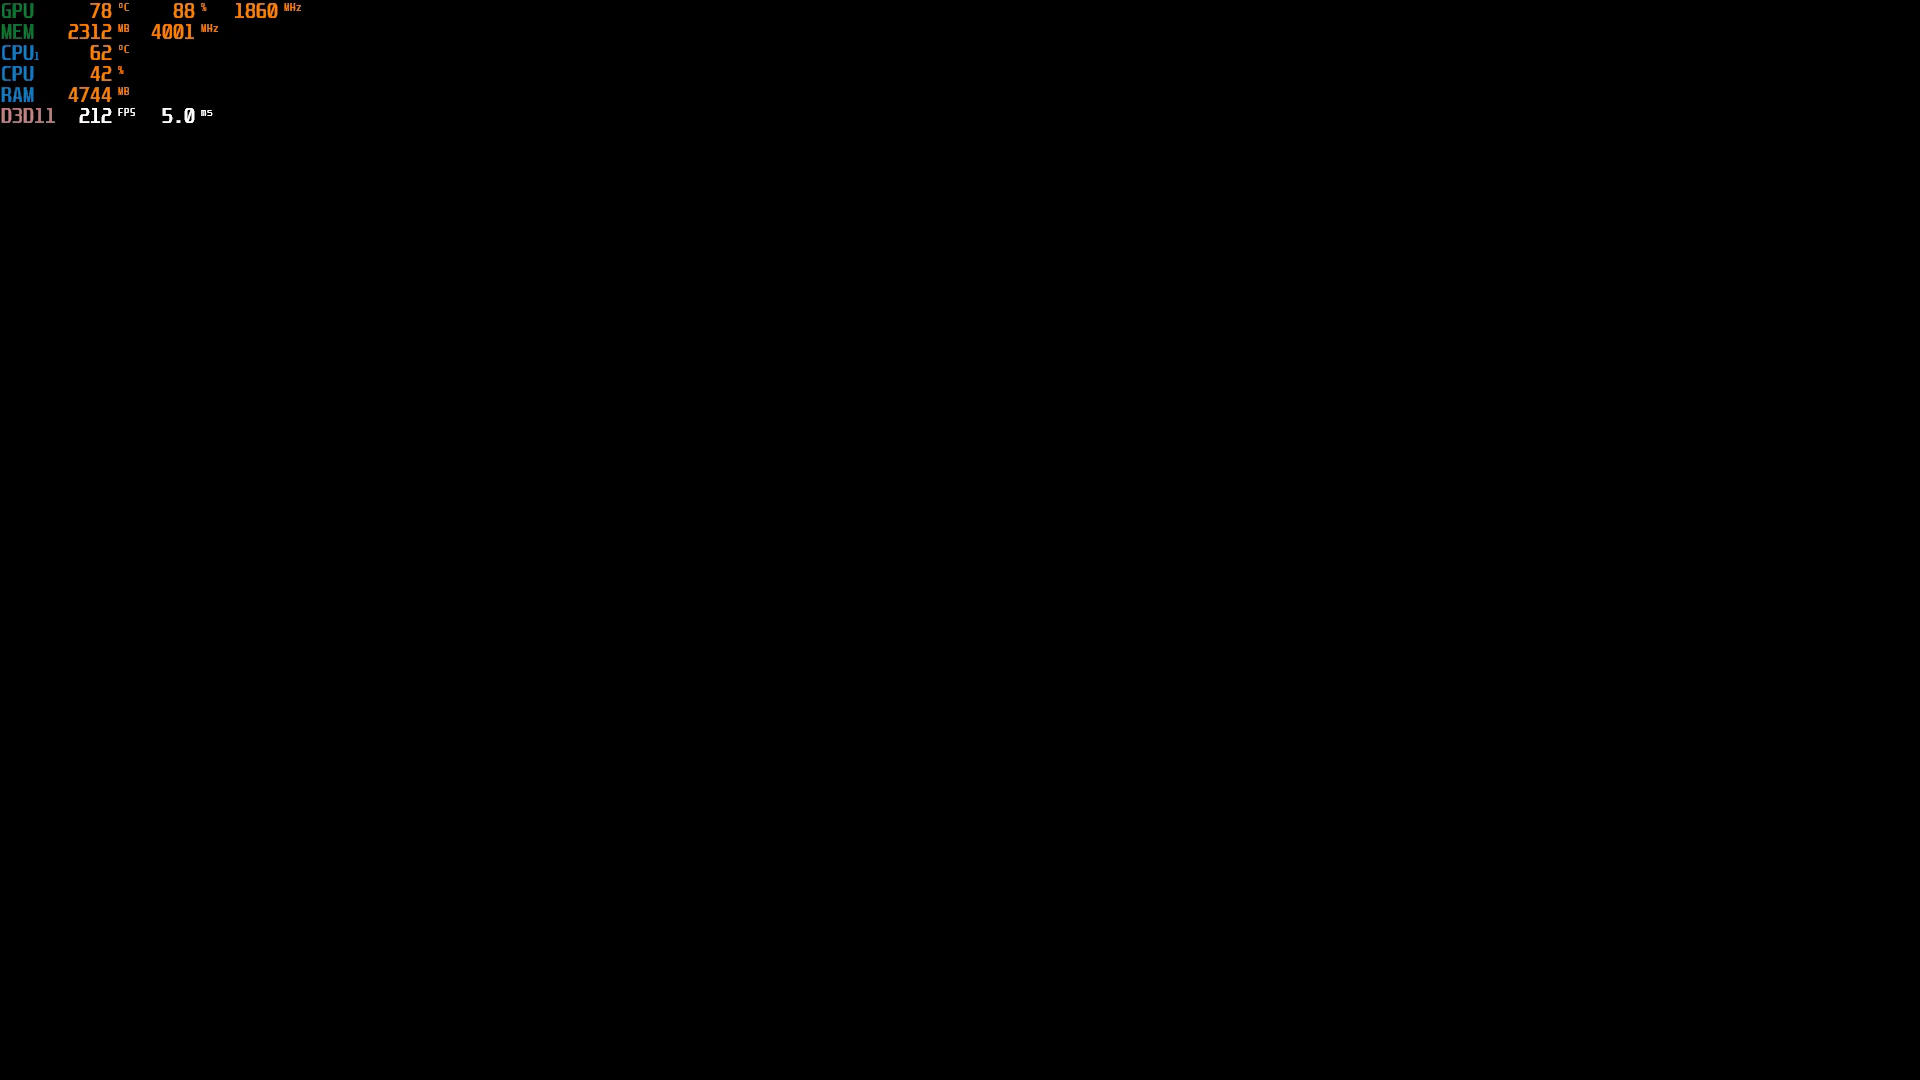 GPU 78 °C 88 % 1860 MHz
MEM 2312 MB 4001 MHz
CPU1 62 °C
CPU 42 %
RAM 4744 MB
D3D11 212 FPS 5.0 ms